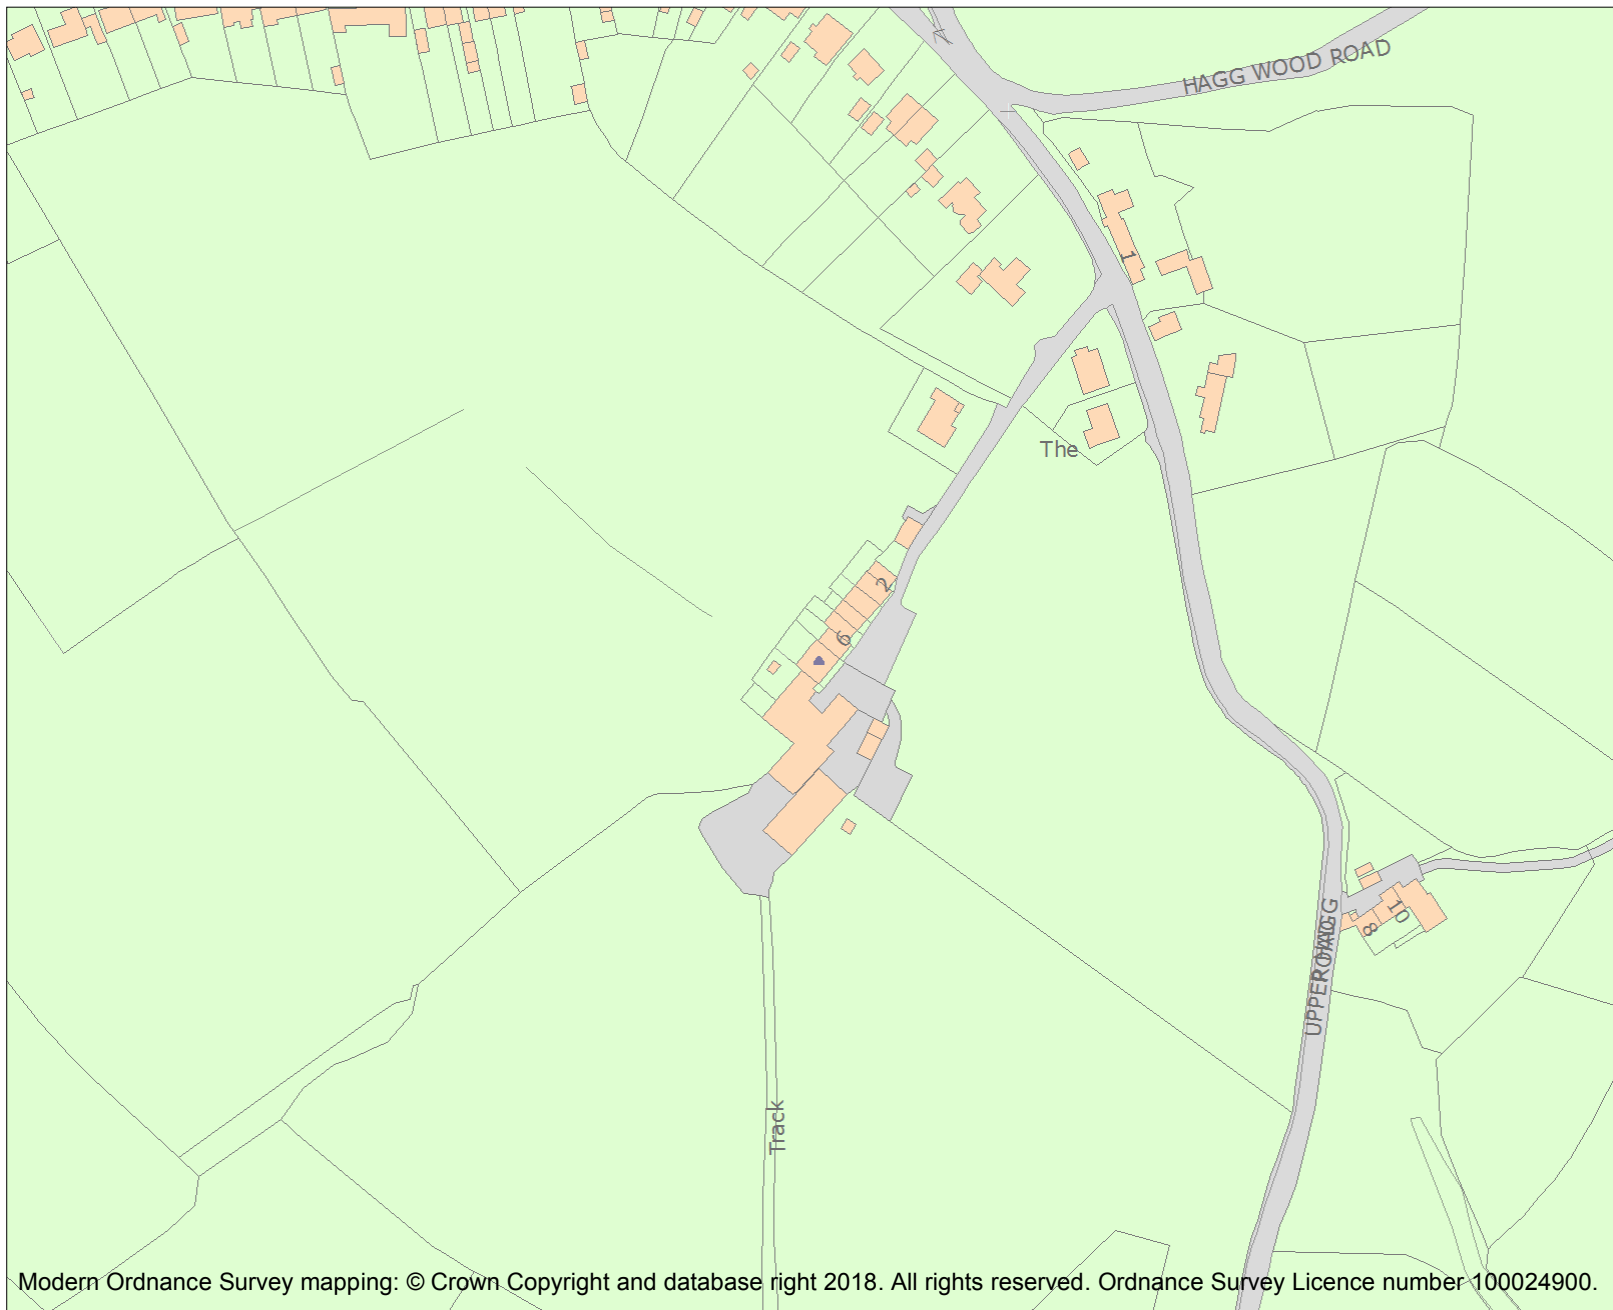 HAGG WOOD ROAD
1
The
2
6
10
8
UPPER HAGG
ROAD
Track
Modern Ordnance Survey mapping: © Crown Copyright and database right 2018. All rights reserved. Ordnance Survey Licence number 100024900.